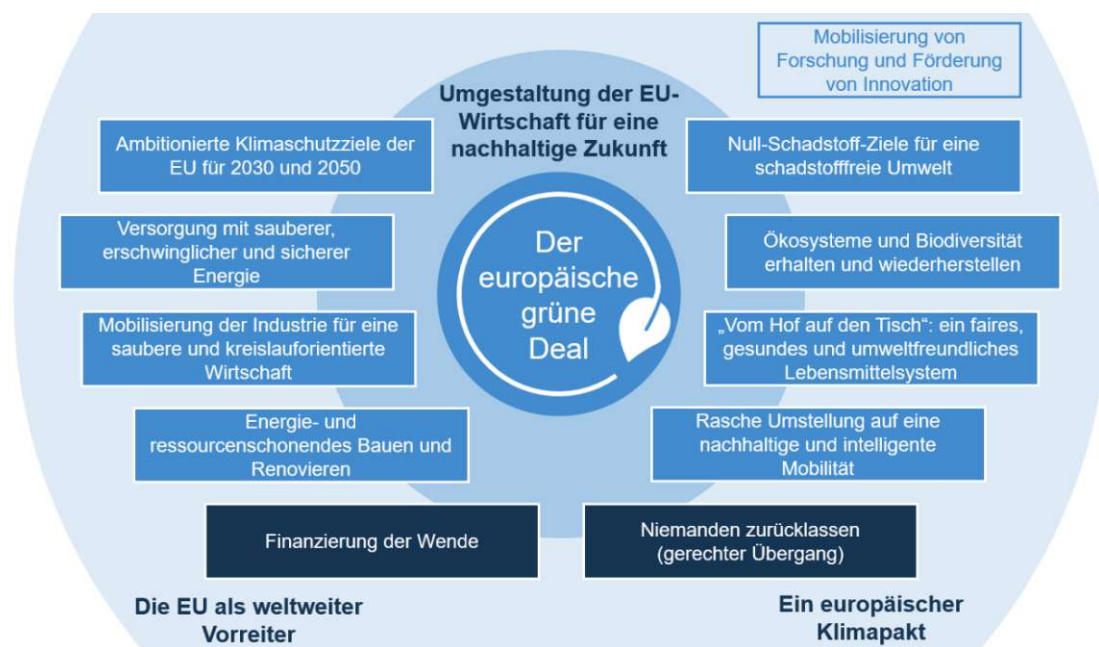 Mobilisierung von
Forschung und Förderung
von Innovation
Umgestaltung der EU-
Wirtschaft für eine
nachhaltige Zukunft
Ambitionierte Klimaschutzziele der
EU für 2030 und 2050
Null-Schadstoff-Ziele für eine
schadstofffreie Umwelt
Versorgung mit sauberer,
erschwinglicher und sicherer
Energie
Der
europäische
grüne
Deal
Ökosysteme und Biodiversität
erhalten und wiederherstellen
Mobilisierung der Industrie für eine
saubere und kreislauforientierte
Wirtschaft
„Vom Hof auf den Tisch“: ein faires,
gesundes und umweltfreundliches
Lebensmittelsystem
Energie- und
ressourcenschonendes Bauen und
Renovieren
Rasche Umstellung auf eine
nachhaltige und intelligente
Mobilität
Finanzierung der Wende
Niemanden zurücklassen
(gerechter Übergang)
Die EU als weltweiter
Vorreiter
Ein europäischer
Klimapakt